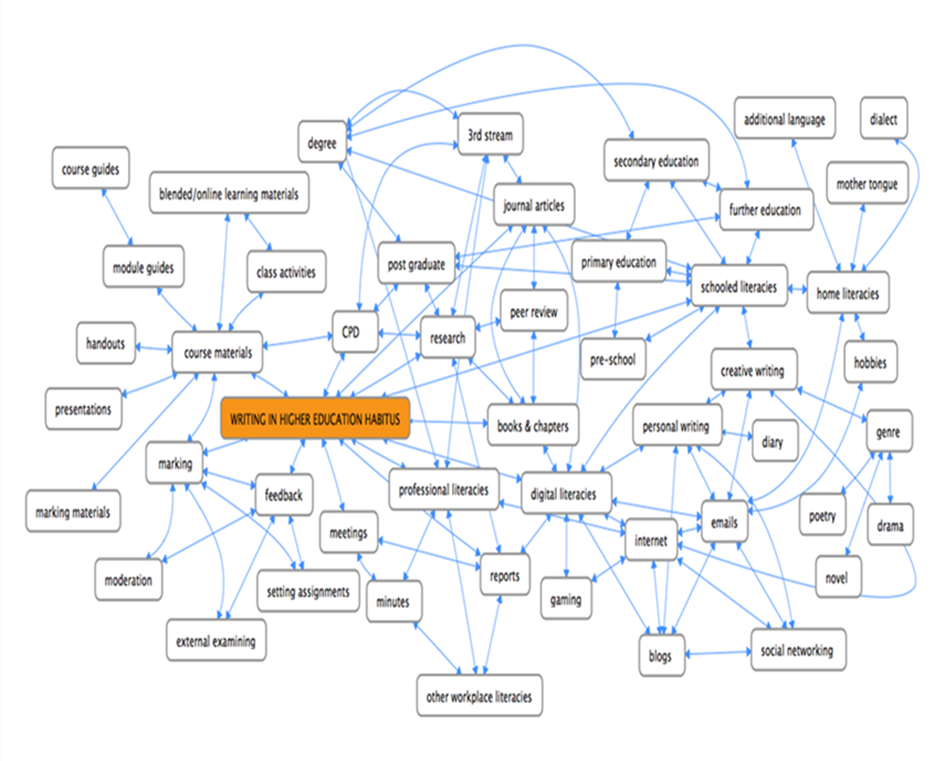 additional language
dialect
degree
3rd stream
secondary education
course guides
blended/online learning materials
mother tongue
journal articles
further education
module guides
class activities
post graduate
primary education
schooled literacies
home literacies
peer review
handouts
course materials
CPD
research
pre-school
creative writing
hobbies
presentations
WRITING IN HIGHER EDUCATION HABITUS
books & chapters
personal writing
diary
genre
marking
feedback
professional literacies
digital literacies
marking materials
meetings
internet
emails
poetry
drama
moderation
setting assignments
minutes
reports
gaming
novel
external examining
blogs
social networking
other workplace literacies